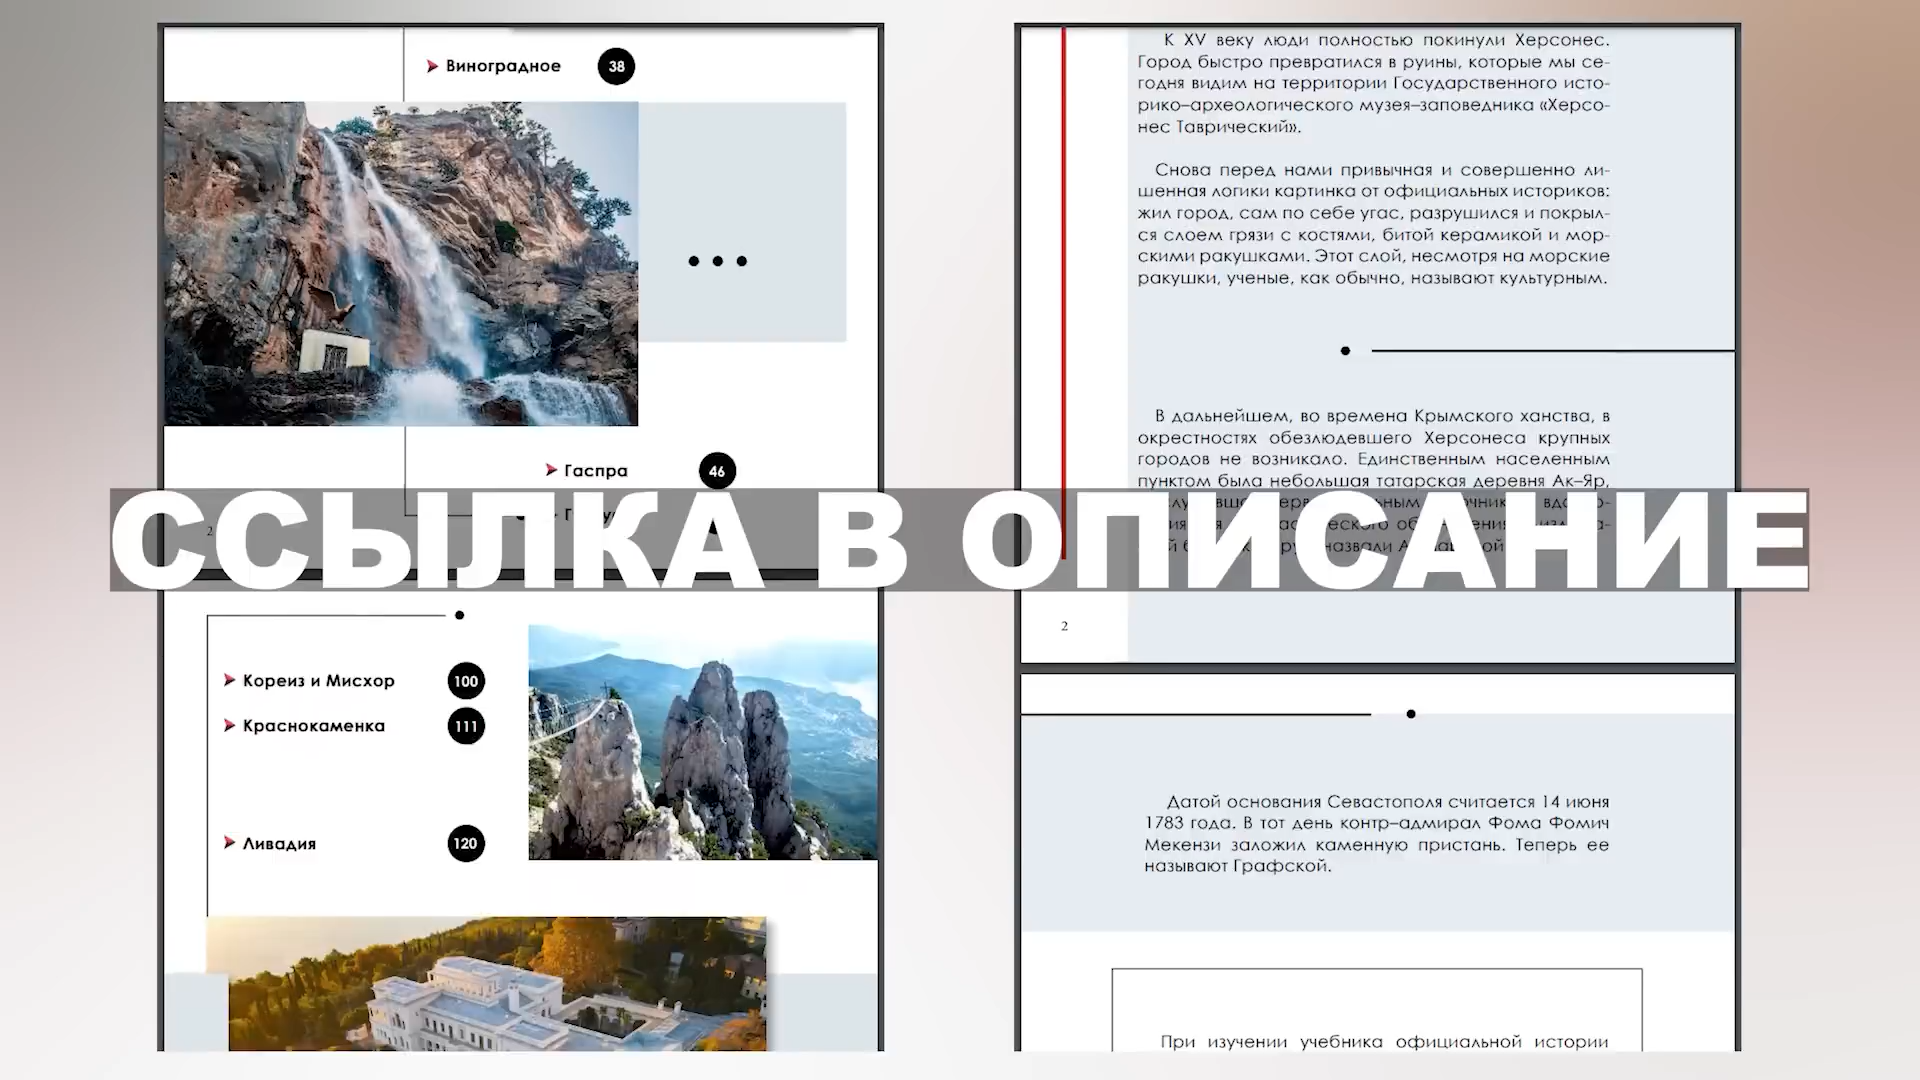 Виноградное 38
Гаспра 46
2
Кореиз и Мисхор 100
Краснокаменка 111
Ливадия 120
К XV веку люди полностью покинули Херсонес.
Город быстро превратился в руины, которые мы се-
годня видим на территории Государственного исто-
рико–археологического музея–заповедника «Херсо-
нес Таврический».
Снова перед нами привычная и совершенно ли-
шенная логики картинка от официальных историков:
жил город, сам по себе угас, разрушился и покрыл-
ся слоем грязи с костями, битой керамикой и мор-
скими ракушками. Этот слой, несмотря на морские
ракушки, ученые, как обычно, называют культурным.
В дальнейшем, во времена Крымского ханства, в
окрестностях обезлюдевшего Херсонеса крупных
городов не возникало. Единственным населенным
пунктом была небольшая татарская деревня Ак–Яр,
назвали
ССЫЛКА В ОПИСАНИЕ
2
Датой основания Севастополя считается 14 июня
1783 года. В тот день контр–адмирал Фома Фомич
Мекензи заложил каменную пристань. Теперь ее
называют Графской.
При изучении учебника официальной истории